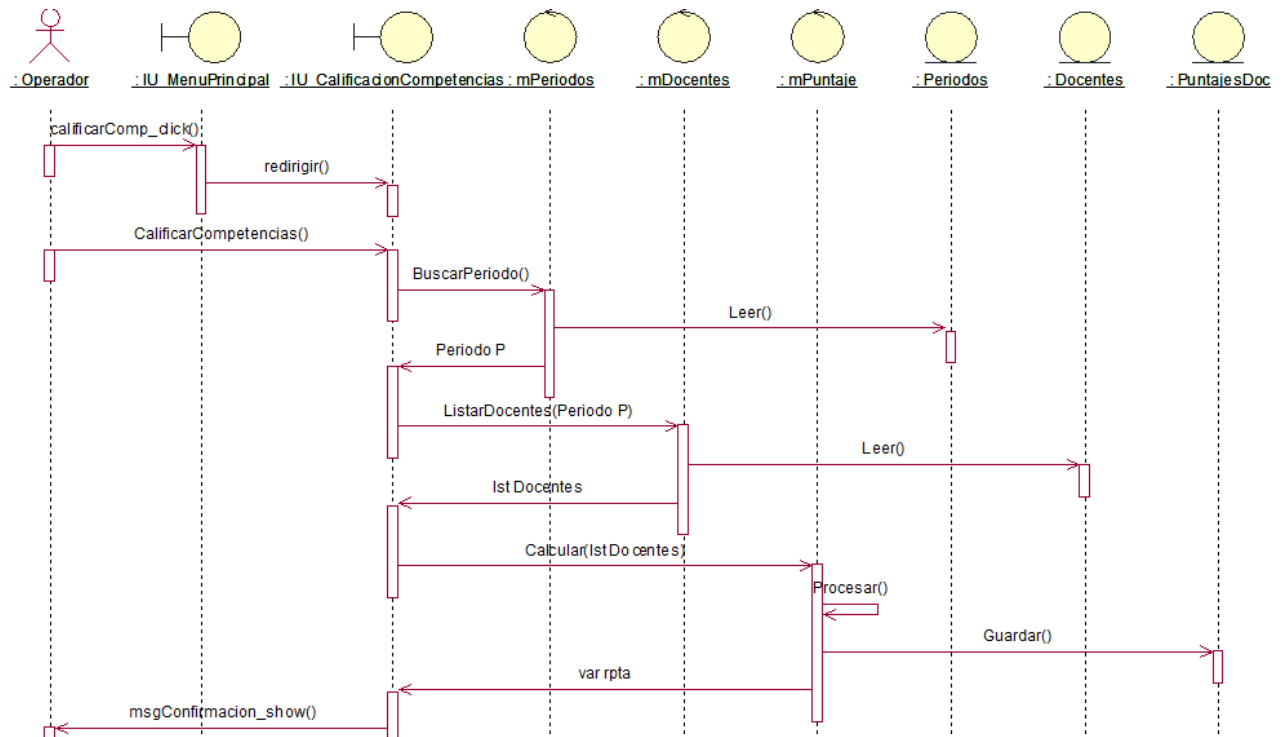 : Operador
: IU_MenuPrincipal
: IU_CalificacionCompetencias
: mPeriodos
: mDocentes
: mPuntaje
: Periodos
: Docentes
: PuntajesDoc
calificarComp_click()
redirigir()
CalificarCompetencias()
BuscarPeriodo()
Leer()
Periodo P
ListarDocentes(Periodo P)
Leer()
lst Docentes
Calcular(lst Docentes)
Procesar()
Guardar()
var rpta
msgConfirmacion_show()